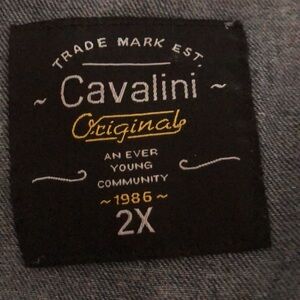 TRADE MARK EST.
~ Cavalini ~
Original
AN EVER
YOUNG
COMMUNITY
~1986~
2X